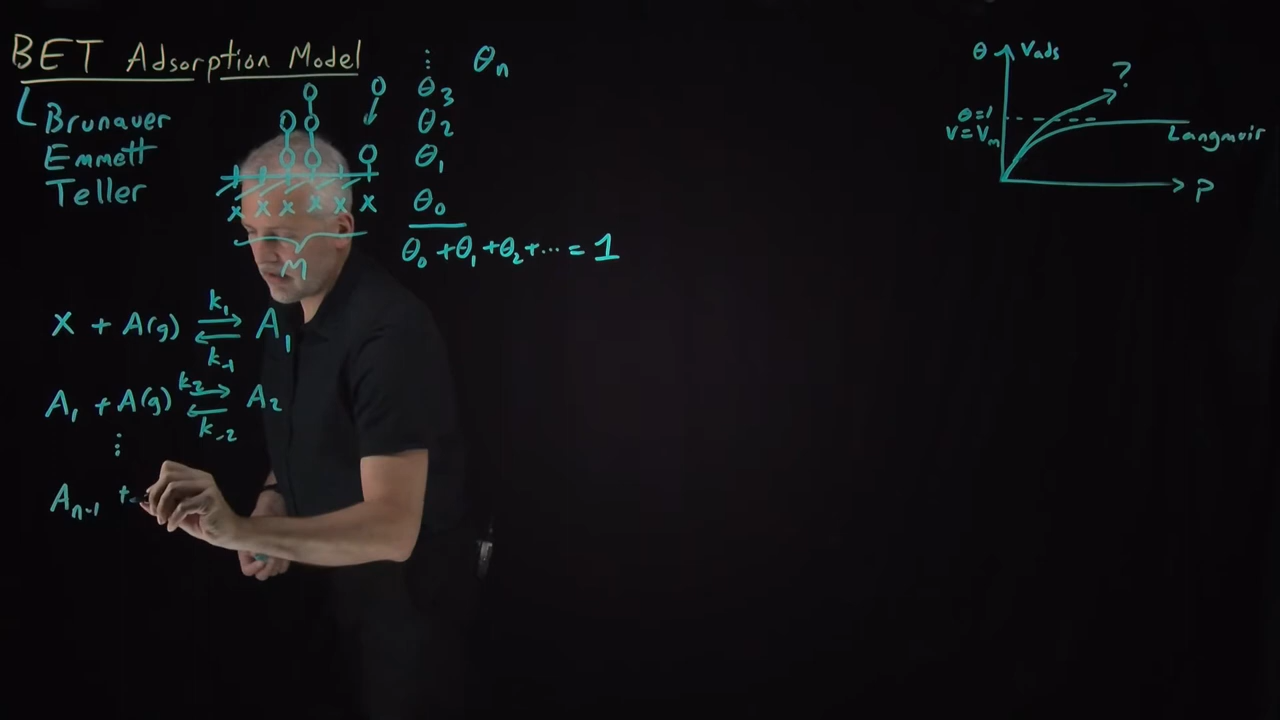 BET Adsorption Model
Brunauer
Emmett
Teller
⋮ θₙ
θ₃
θ₂
θ₁
θ₀
θ₀ + θ₁ + θ₂ + ⋯ = 1
x x x x x x
M
X + A(g) ⇌ A₁
k₁
k₋₁
A₁ + A(g) ⇌ A₂
k₂
k₋₂
⋮
Aₙ₋₁ +
θ Vads
?
θ=1
V=Vₘ
Langmuir
P